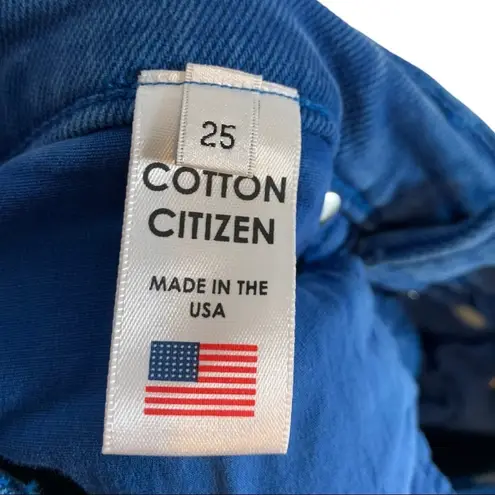 25
COTTON
CITIZEN
MADE IN THE
USA